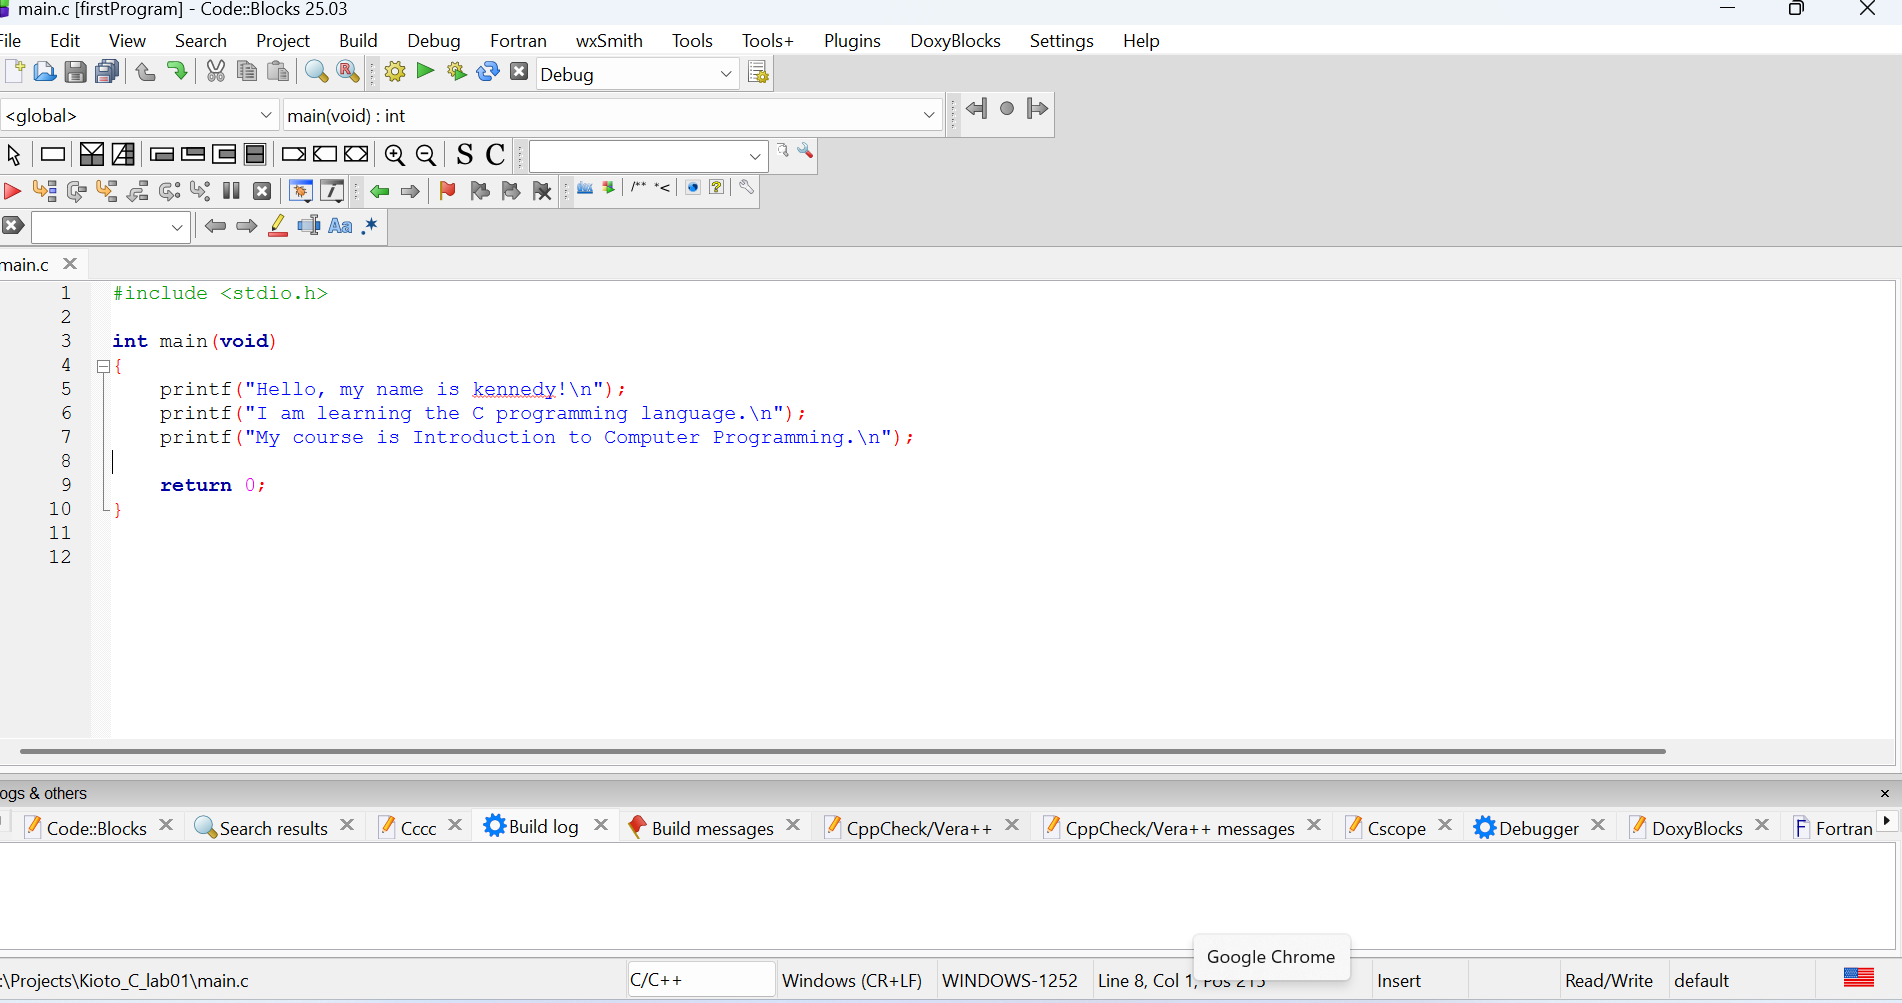 main.c [firstProgram] - Code::Blocks 25.03
File Edit View Search Project Build Debug Fortran wxSmith Tools Tools+ Plugins DoxyBlocks Settings Help
Debug
<global> main(void) : int
S C
/** *<
Aa .*
main.c
1 #include <stdio.h>
2
3 int main(void)
4 {
5 printf("Hello, my name is kennedy!\n");
6 printf("I am learning the C programming language.\n");
7 printf("My course is Introduction to Computer Programming.\n");
8
9 return 0;
10 }
11
12
ogs & others
Code::Blocks Search results Cccc Build log Build messages CppCheck/Vera++ CppCheck/Vera++ messages Cscope Debugger DoxyBlocks Fortran
Google Chrome
:\Projects\Kioto_C_lab01\main.c C/C++ Windows (CR+LF) WINDOWS-1252 Line 8, Col 1, Pos 215 Insert Read/Write default